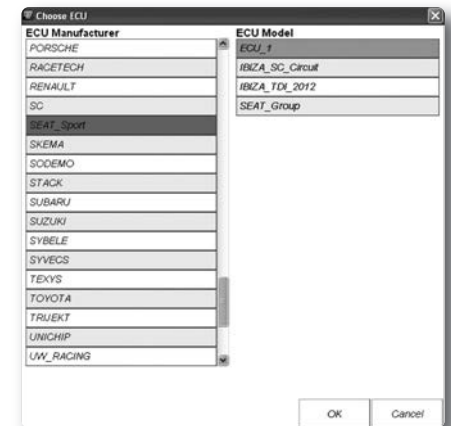 Choose ECU
ECU Manufacturer
PORSCHE
RACETECH
RENAULT
SC
SEAT_Sport
SKEMA
SODEMO
STACK
SUBARU
SUZUKI
SYBELE
SYVECS
TEXYS
TOYOTA
TRIJEKT
UNICHIP
UW_RACING
ECU Model
ECU_1
IBIZA_SC_Circuit
IBIZA_TDI_2012
SEAT_Group
OK
Cancel